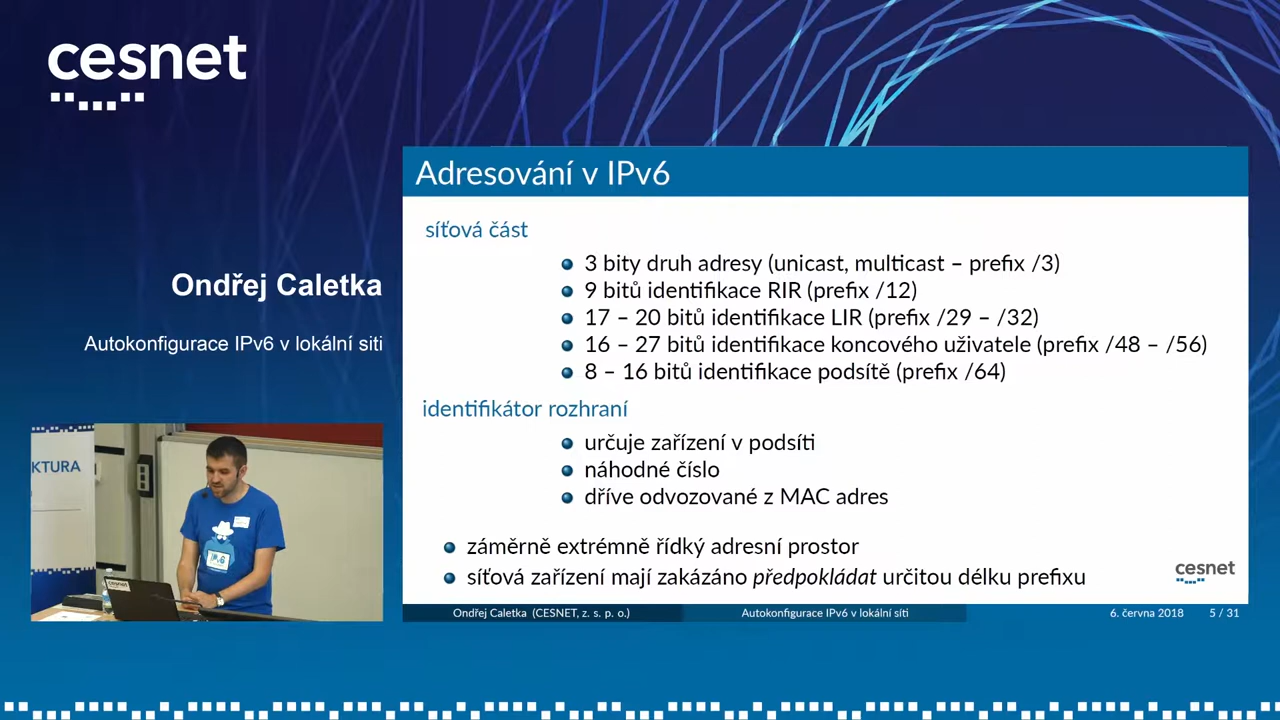 cesnet
Ondřej Caletka
Autokonfigurace IPv6 v lokální siti
KTURA
Adresování v IPv6
síťová část
3 bity druh adresy (unicast, multicast – prefix /3)
9 bitů identifikace RIR (prefix /12)
17 – 20 bitů identifikace LIR (prefix /29 – /32)
16 – 27 bitů identifikace koncového uživatele (prefix /48 – /56)
8 – 16 bitů identifikace podsítě (prefix /64)
identifikátor rozhraní
určuje zařízení v podsíti
náhodné číslo
dříve odvozované z MAC adres
záměrně extrémně řídký adresní prostor
síťová zařízení mají zakázáno předpokládat určitou délku prefixu
cesnet
Ondřej Caletka (CESNET, z. s. p. o.)
Autokonfigurace IPv6 v lokální síti
6. června 2018
5 / 31